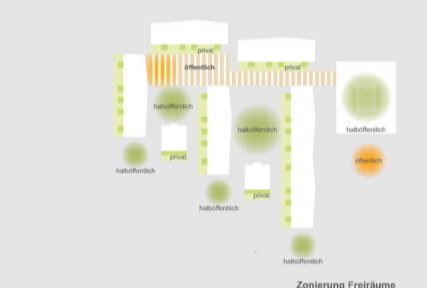 privat
öffentlich
privat
halböffentlich
halböffentlich
halböffentlich
privat
öffentlich
halböffentlich
privat
halböffentlich
halböffentlich
Zonierung Freiräume